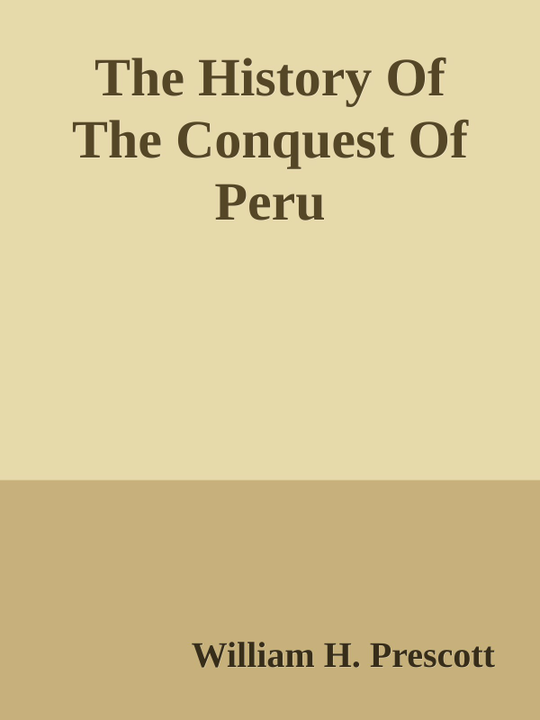 The History Of
The Conquest Of
Peru
William H. Prescott